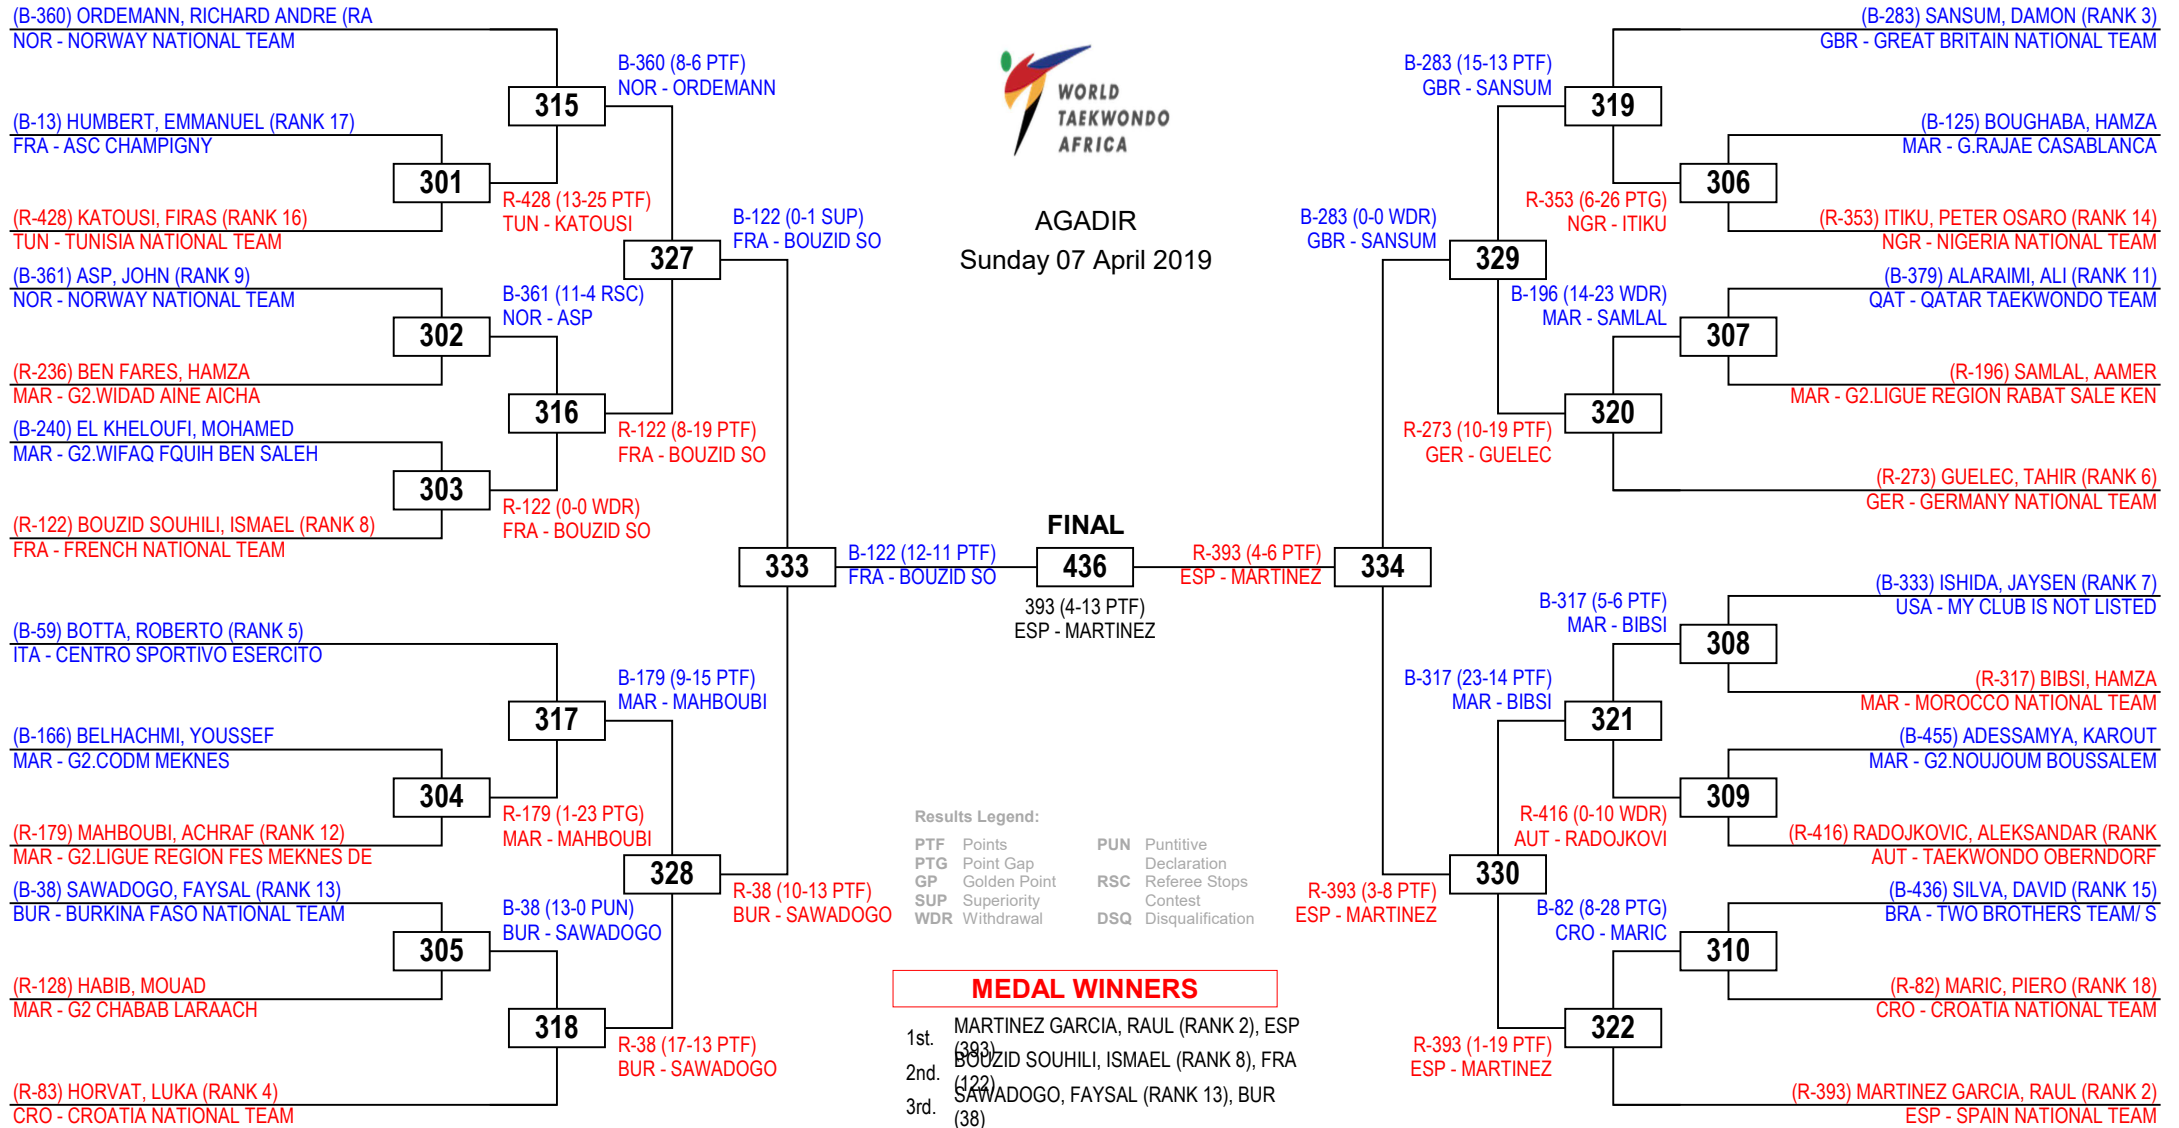 (B-360) ORDEMANN, RICHARD ANDRE (RA
NOR - NORWAY NATIONAL TEAM
(B-13) HUMBERT, EMMANUEL (RANK 17)
FRA - ASC CHAMPIGNY
(R-428) KATOUSI, FIRAS (RANK 16)
TUN - TUNISIA NATIONAL TEAM
(B-361) ASP, JOHN (RANK 9)
NOR - NORWAY NATIONAL TEAM
(R-236) BEN FARES, HAMZA
MAR - G2.WIDAD AINE AICHA
(B-240) EL KHELOUFI, MOHAMED
MAR - G2.WIFAQ FQUIH BEN SALEH
(R-122) BOUZID SOUHILI, ISMAEL (RANK 8)
FRA - FRENCH NATIONAL TEAM
(B-59) BOTTA, ROBERTO (RANK 5)
ITA - CENTRO SPORTIVO ESERCITO
(B-166) BELHACHMI, YOUSSEF
MAR - G2.CODM MEKNES
(R-179) MAHBOUBI, ACHRAF (RANK 12)
MAR - G2.LIGUE REGION FES MEKNES DE
(B-38) SAWADOGO, FAYSAL (RANK 13)
BUR - BURKINA FASO NATIONAL TEAM
(R-128) HABIB, MOUAD
MAR - G2 CHABAB LARAACH
(R-83) HORVAT, LUKA (RANK 4)
CRO - CROATIA NATIONAL TEAM
301
302
303
304
305
R-428 (13-25 PTF)
TUN - KATOUSI
B-361 (11-4 RSC)
NOR - ASP
R-122 (0-0 WDR)
FRA - BOUZID SO
R-179 (1-23 PTG)
MAR - MAHBOUBI
B-38 (13-0 PUN)
BUR - SAWADOGO
315
316
317
318
B-360 (8-6 PTF)
NOR - ORDEMANN
R-122 (8-19 PTF)
FRA - BOUZID SO
B-179 (9-15 PTF)
MAR - MAHBOUBI
R-38 (17-13 PTF)
BUR - SAWADOGO
327
328
B-122 (0-1 SUP)
FRA - BOUZID SO
R-38 (10-13 PTF)
BUR - SAWADOGO
333
B-122 (12-11 PTF)
FRA - BOUZID SO
WORLD
TAEKWONDO
AFRICA
AGADIR
Sunday 07 April 2019
FINAL
436
393 (4-13 PTF)
ESP - MARTINEZ
Results Legend:
PTF Points
PTG Point Gap
GP Golden Point
SUP Superiority
WDR Withdrawal
PUN Puntitive
Declaration
RSC Referee Stops
Contest
DSQ Disqualification
MEDAL WINNERS
1st. MARTINEZ GARCIA, RAUL (RANK 2), ESP
(393)
2nd. BOUZID SOUHILI, ISMAEL (RANK 8), FRA
(122)
3rd. SAWADOGO, FAYSAL (RANK 13), BUR
(38)
R-393 (4-6 PTF)
ESP - MARTINEZ
334
B-283 (0-0 WDR)
GBR - SANSUM
R-393 (3-8 PTF)
ESP - MARTINEZ
329
330
B-283 (15-13 PTF)
GBR - SANSUM
R-273 (10-19 PTF)
GER - GUELEC
B-317 (23-14 PTF)
MAR - BIBSI
R-393 (1-19 PTF)
ESP - MARTINEZ
319
320
321
322
R-353 (6-26 PTG)
NGR - ITIKU
B-196 (14-23 WDR)
MAR - SAMLAL
B-317 (5-6 PTF)
MAR - BIBSI
R-416 (0-10 WDR)
AUT - RADOJKOVI
B-82 (8-28 PTG)
CRO - MARIC
306
307
308
309
310
(B-283) SANSUM, DAMON (RANK 3)
GBR - GREAT BRITAIN NATIONAL TEAM
(B-125) BOUGHABA, HAMZA
MAR - G.RAJAE CASABLANCA
(R-353) ITIKU, PETER OSARO (RANK 14)
NGR - NIGERIA NATIONAL TEAM
(B-379) ALARAIMI, ALI (RANK 11)
QAT - QATAR TAEKWONDO TEAM
(R-196) SAMLAL, AAMER
MAR - G2.LIGUE REGION RABAT SALE KEN
(R-273) GUELEC, TAHIR (RANK 6)
GER - GERMANY NATIONAL TEAM
(B-333) ISHIDA, JAYSEN (RANK 7)
USA - MY CLUB IS NOT LISTED
(R-317) BIBSI, HAMZA
MAR - MOROCCO NATIONAL TEAM
(B-455) ADESSAMYA, KAROUT
MAR - G2.NOUJOUM BOUSSALEM
(R-416) RADOJKOVIC, ALEKSANDAR (RANK
AUT - TAEKWONDO OBERNDORF
(B-436) SILVA, DAVID (RANK 15)
BRA - TWO BROTHERS TEAM/ S
(R-82) MARIC, PIERO (RANK 18)
CRO - CROATIA NATIONAL TEAM
(R-393) MARTINEZ GARCIA, RAUL (RANK 2)
ESP - SPAIN NATIONAL TEAM